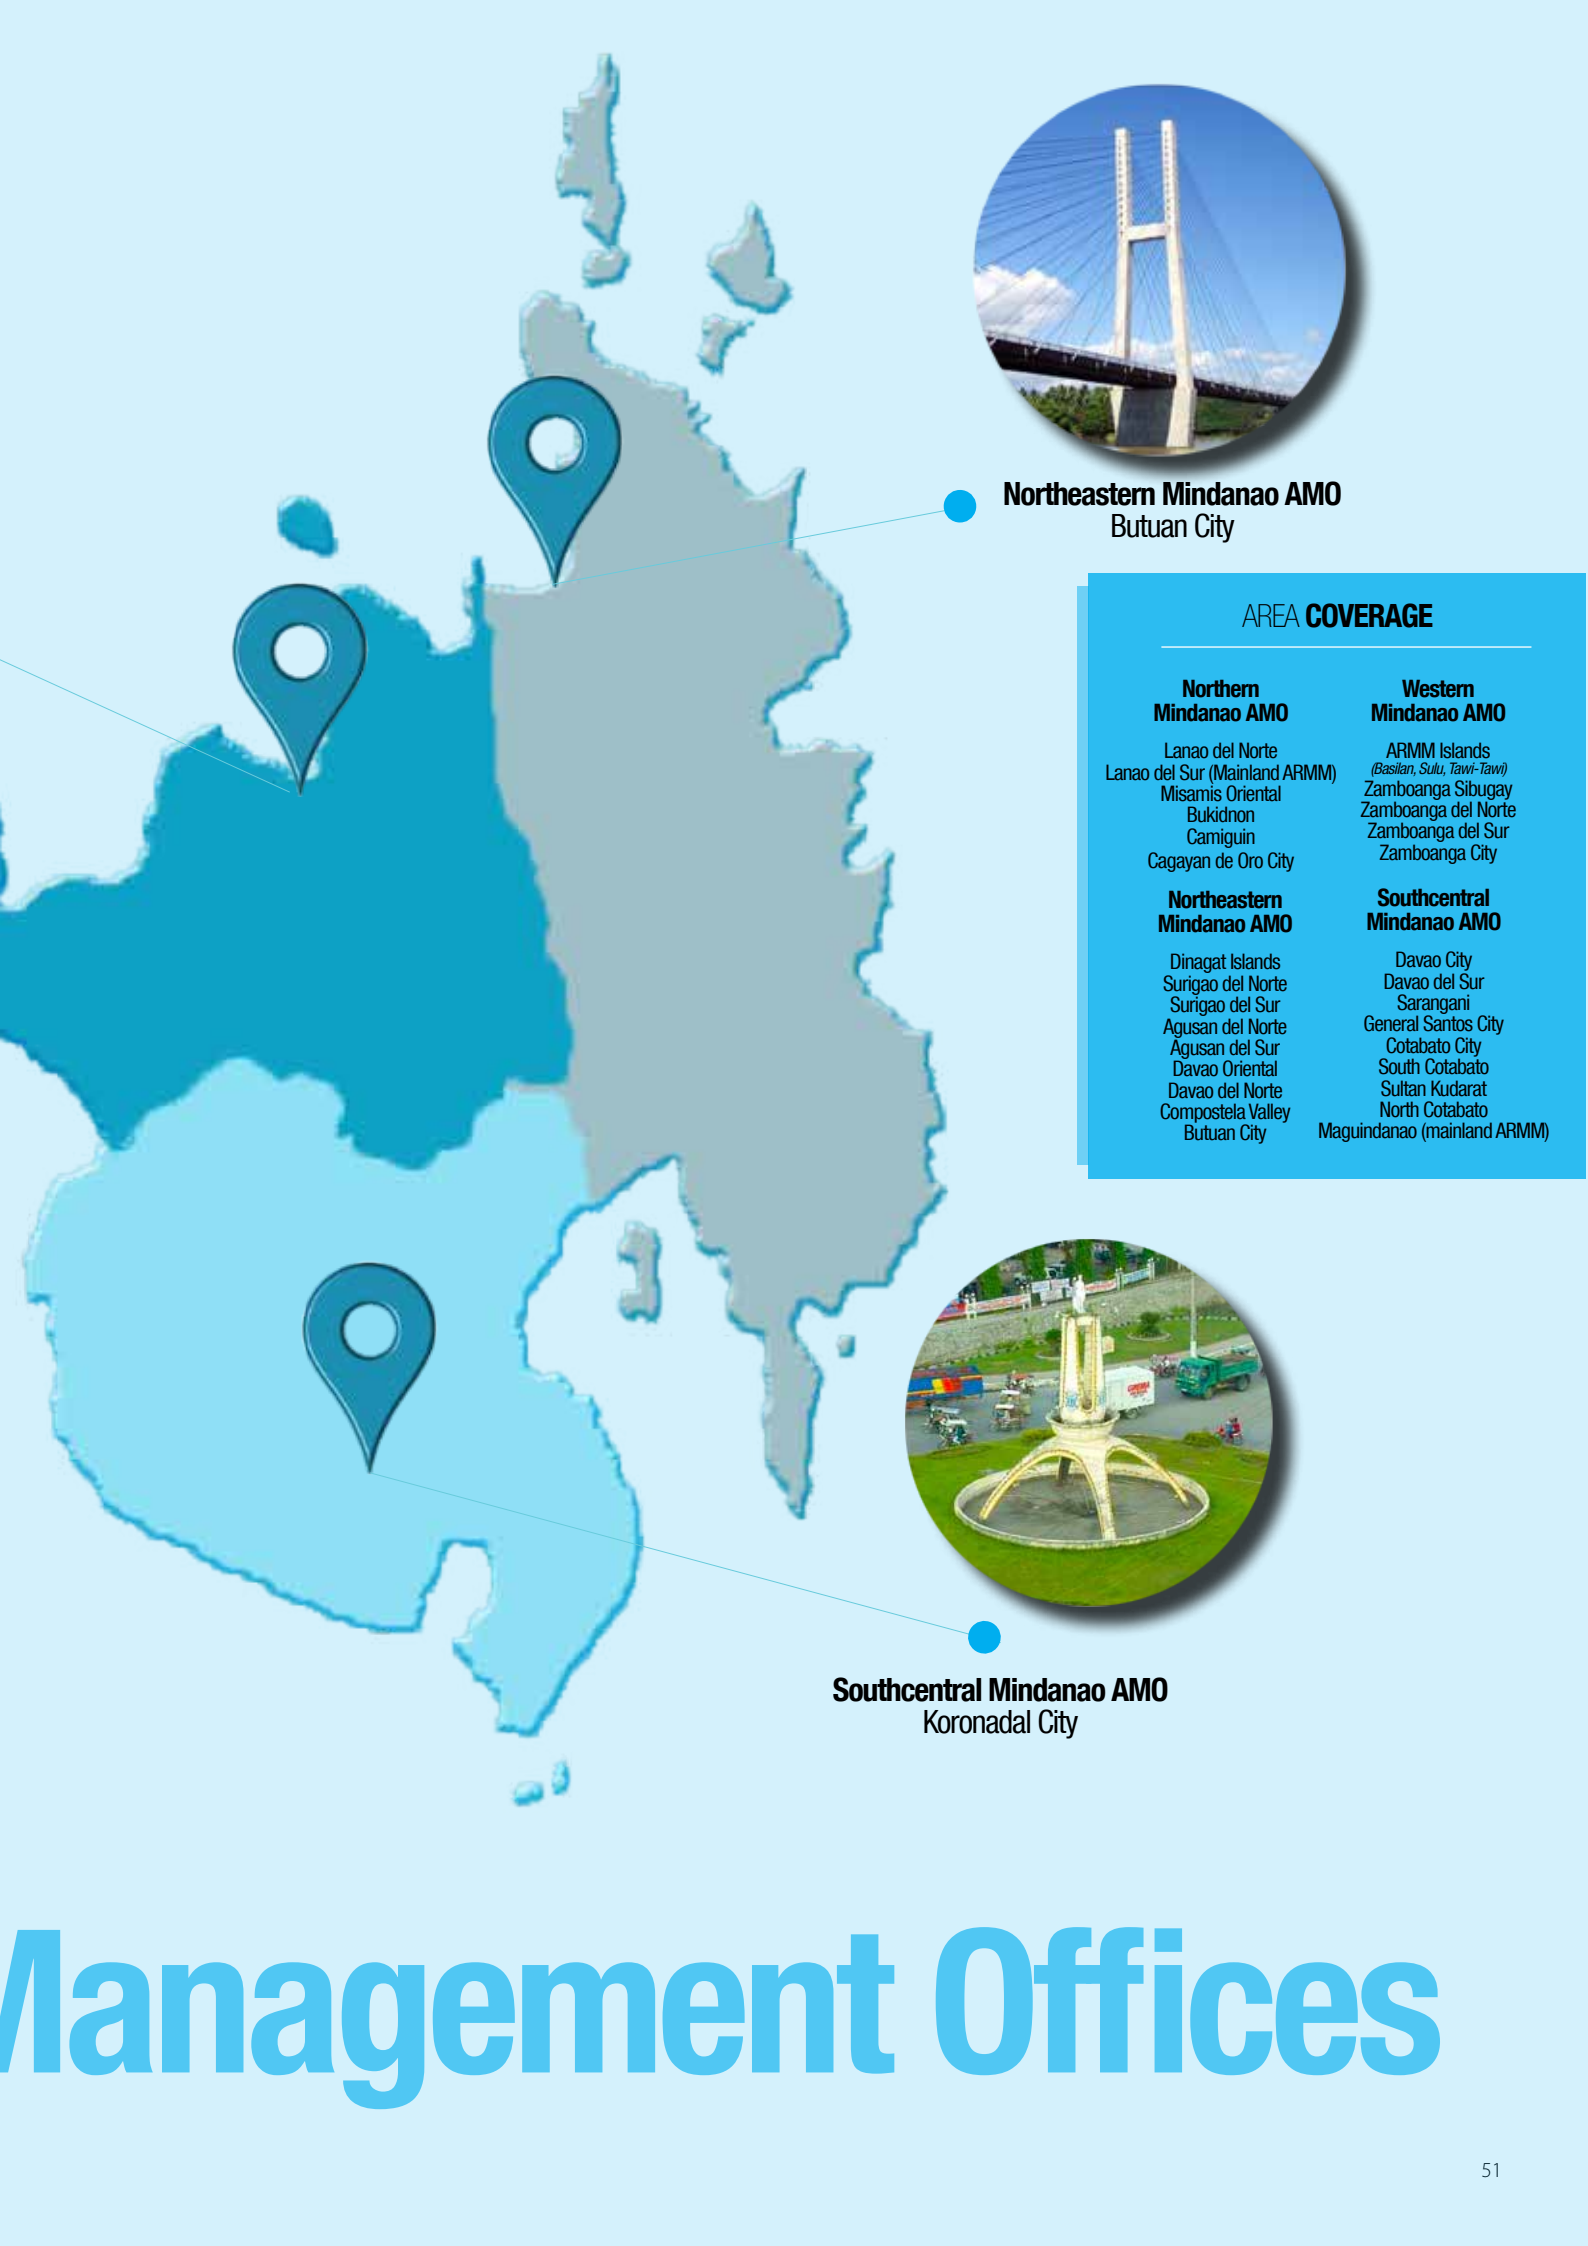 Northeastern Mindanao AMO
Butuan City
AREA COVERAGE
Northern
Mindanao AMO
Lanao del Norte
Lanao del Sur (Mainland ARMM)
Misamis Oriental
Bukidnon
Camiguin
Cagayan de Oro City
Northeastern
Mindanao AMO
Dinagat Islands
Surigao del Norte
Surigao del Sur
Agusan del Norte
Agusan del Sur
Davao Oriental
Davao del Norte
Compostela Valley
Butuan City
Western
Mindanao AMO
ARMM Islands
(Basilan, Sulu, Tawi-Tawi)
Zamboanga Sibugay
Zamboanga del Norte
Zamboanga del Sur
Zamboanga City
Southcentral
Mindanao AMO
Davao City
Davao del Sur
Sarangani
General Santos City
Cotabato City
South Cotabato
Sultan Kudarat
North Cotabato
Maguindanao (mainland ARMM)
Southcentral Mindanao AMO
Koronadal City
Management Offices
51